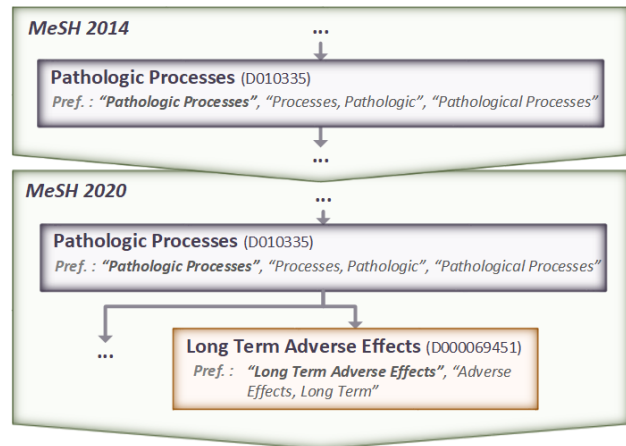 MeSH 2014
...
Pathologic Processes (D010335)
Pref. : “Pathologic Processes”, “Processes, Pathologic”, “Pathological Processes”
...
MeSH 2020
...
Pathologic Processes (D010335)
Pref. : “Pathologic Processes”, “Processes, Pathologic”, “Pathological Processes”
...
Long Term Adverse Effects (D000069451)
Pref. : “Long Term Adverse Effects”, “Adverse
Effects, Long Term”